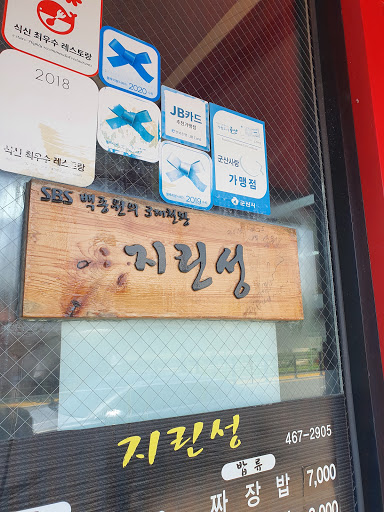 식신 최우수 레스토랑
2018
식신 최우수 레스토랑
2020
JB카드
군산사랑
가맹점
군산시
2019
SBS 백종원의 3대천왕
지린성
지린성
467-2905
밥류
짜장밥 7,000